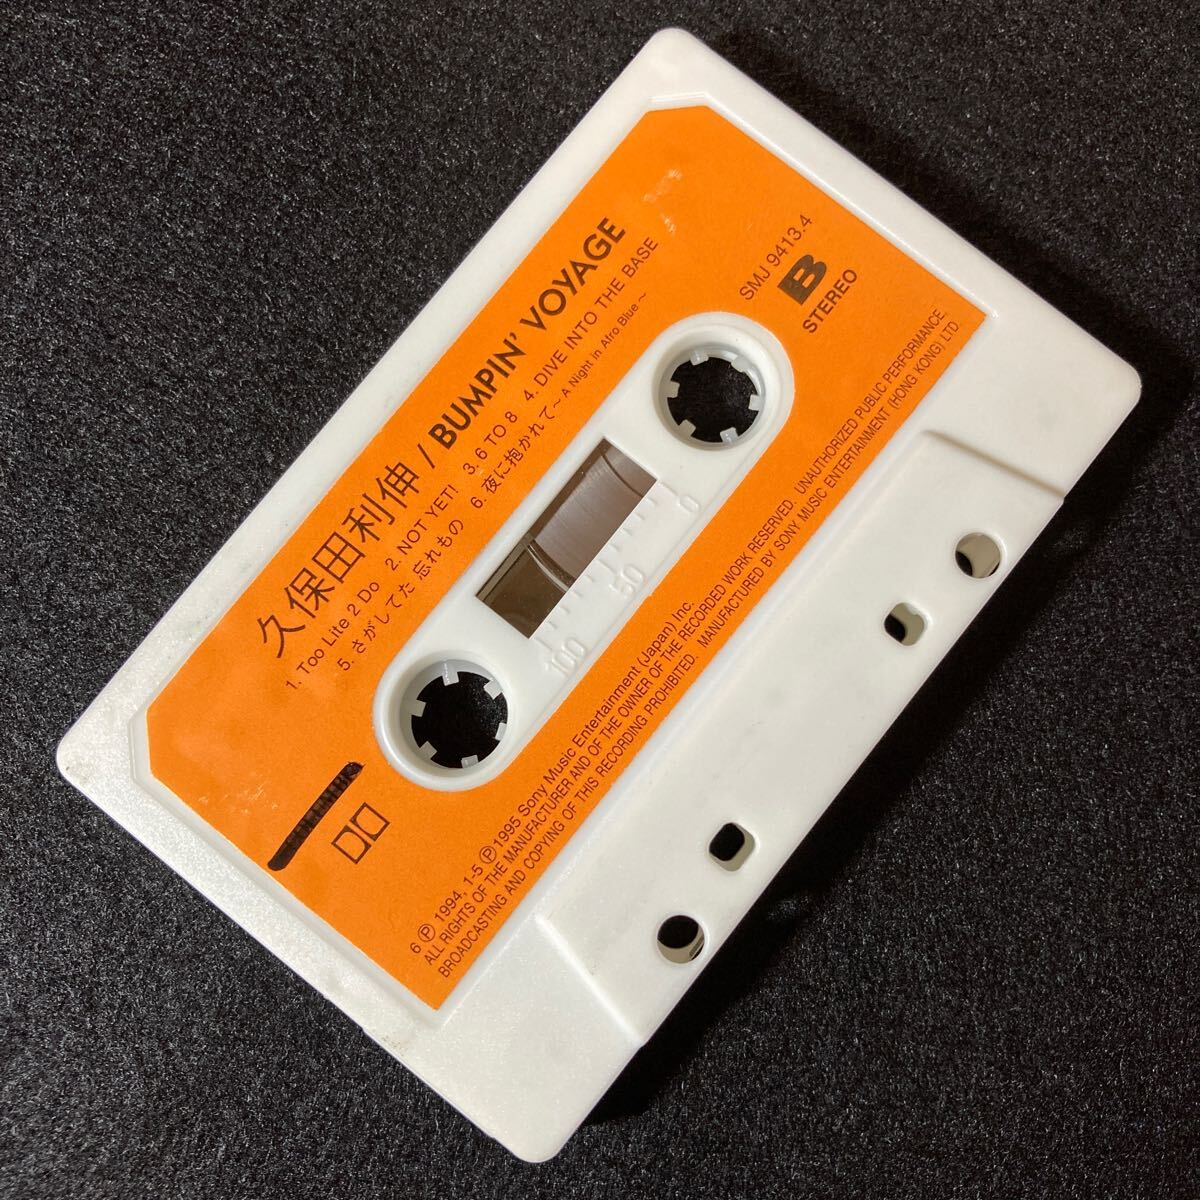 久保田利伸 / BUMPIN' VOYAGE
1. Too Lite 2 Do 2. NOT YET! 3. 6 TO 8 4. DIVE INTO THE BASE
5. さがしてた 忘れもの 6. 夜に抱かれて～A Night in Afro Blue～
SMJ 9413.4
B
STEREO
0
50
100
6 Ⓟ 1994, 1-5 Ⓟ 1995 Sony Music Entertainment (Japan) Inc.
ALL RIGHTS OF THE MANUFACTURER AND OF THE OWNER OF THE RECORDED WORK RESERVED. UNAUTHORIZED PUBLIC PERFORMANCE,
BROADCASTING AND COPYING OF THIS RECORDING PROHIBITED. MANUFACTURED BY SONY MUSIC ENTERTAINMENT (HONG KONG) LTD.